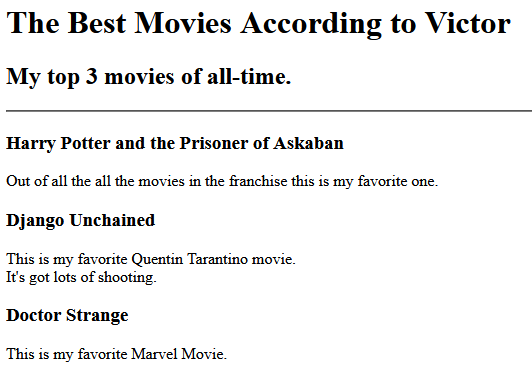 The Best Movies According to Victor
My top 3 movies of all-time.
Harry Potter and the Prisoner of Askaban
Out of all the all the movies in the franchise this is my favorite one.
Django Unchained
This is my favorite Quentin Tarantino movie.
It's got lots of shooting.
Doctor Strange
This is my favorite Marvel Movie.